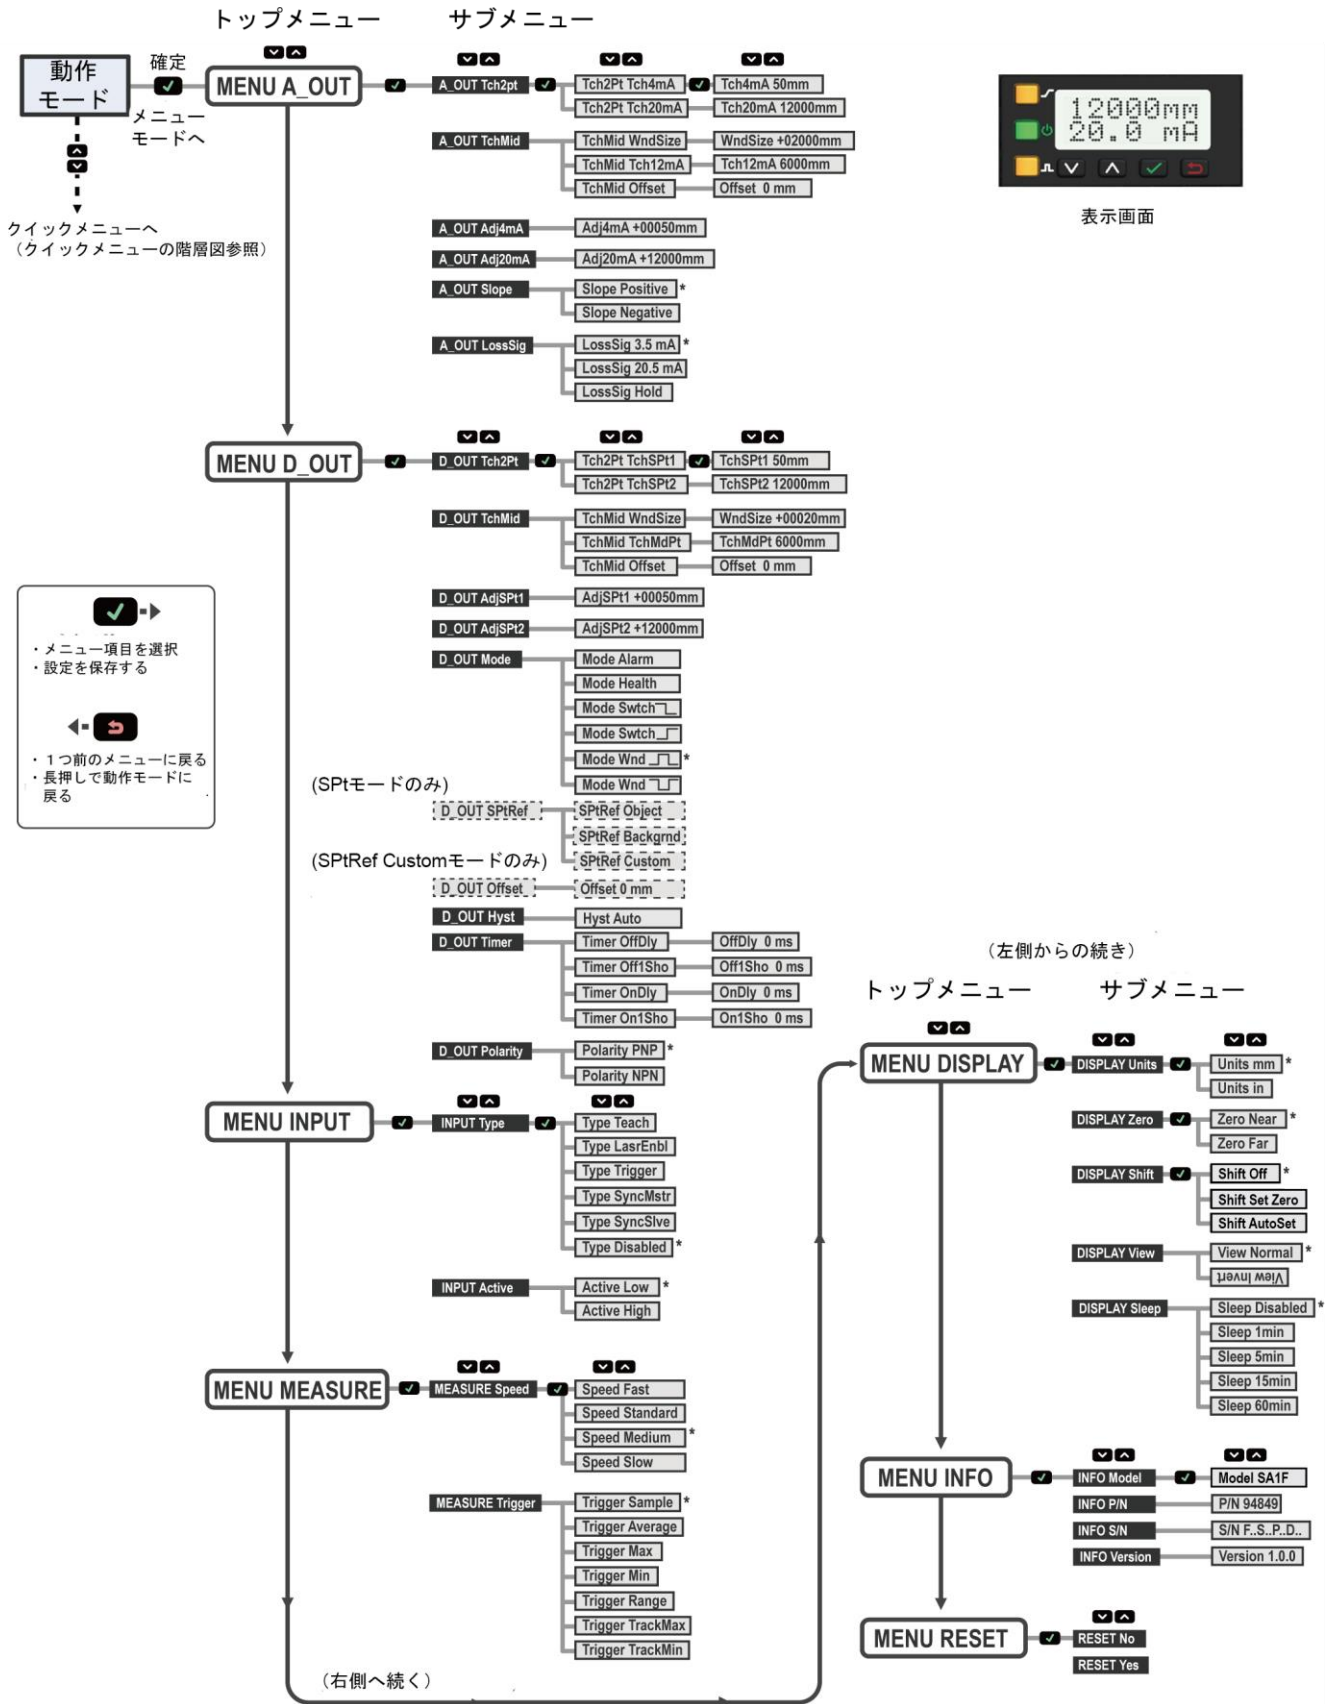 トップメニュー
サブメニュー
動作
モード
確定
メニュー
モードへ
クイックメニューへ
(クイックメニューの階層図参照)
MENU A_OUT
A_OUT Tch2pt
Tch2Pt Tch4mA
Tch4mA 50mm
Tch2Pt Tch20mA
Tch20mA 12000mm
A_OUT TchMid
TchMid WndSize
WndSize +02000mm
TchMid Tch12mA
Tch12mA 6000mm
TchMid Offset
Offset 0 mm
A_OUT Adj4mA
Adj4mA +00050mm
A_OUT Adj20mA
Adj20mA +12000mm
A_OUT Slope
Slope Positive *
Slope Negative
A_OUT LossSig
LossSig 3.5 mA *
LossSig 20.5 mA
LossSig Hold
12000mm
20.0 mA
表示画面
MENU D_OUT
D_OUT Tch2Pt
Tch2Pt TchSPt1
TchSPt1 50mm
Tch2Pt TchSPt2
TchSPt2 12000mm
D_OUT TchMid
TchMid WndSize
WndSize +00020mm
TchMid TchMdPt
TchMdPt 6000mm
TchMid Offset
Offset 0 mm
D_OUT AdjSPt1
AdjSPt1 +00050mm
D_OUT AdjSPt2
AdjSPt2 +12000mm
D_OUT Mode
Mode Alarm
Mode Health
Mode Swtch
Mode Swtch
Mode Wnd *
Mode Wnd
(SPtモードのみ)
D_OUT SPtRef
SPtRef Object
SPtRef Backgrnd
SPtRef Custom
(SPtRef Customモードのみ)
D_OUT Offset
Offset 0 mm
D_OUT Hyst
Hyst Auto
D_OUT Timer
Timer OffDly
OffDly 0 ms
Timer Off1Sho
Off1Sho 0 ms
Timer OnDly
OnDly 0 ms
Timer On1Sho
On1Sho 0 ms
D_OUT Polarity
Polarity PNP *
Polarity NPN
・メニュー項目を選択
・設定を保存する
・1つ前のメニューに戻る
・長押しで動作モードに
戻る
MENU INPUT
INPUT Type
Type Teach
Type LasrEnbl
Type Trigger
Type SyncMstr
Type SyncSlve
Type Disabled *
INPUT Active
Active Low *
Active High
MENU MEASURE
MEASURE Speed
Speed Fast
Speed Standard
Speed Medium *
Speed Slow
MEASURE Trigger
Trigger Sample *
Trigger Average
Trigger Max
Trigger Min
Trigger Range
Trigger TrackMax
Trigger TrackMin
(右側へ続く)
(左側からの続き)
トップメニュー
サブメニュー
MENU DISPLAY
DISPLAY Units
Units mm *
Units in
DISPLAY Zero
Zero Near *
Zero Far
DISPLAY Shift
Shift Off *
Shift Set Zero
Shift AutoSet
DISPLAY View
View Normal *
View Invert
DISPLAY Sleep
Sleep Disabled *
Sleep 1min
Sleep 5min
Sleep 15min
Sleep 60min
MENU INFO
INFO Model
Model SA1F
INFO P/N
P/N 94849
INFO S/N
S/N F..S..P..D..
INFO Version
Version 1.0.0
MENU RESET
RESET No
RESET Yes